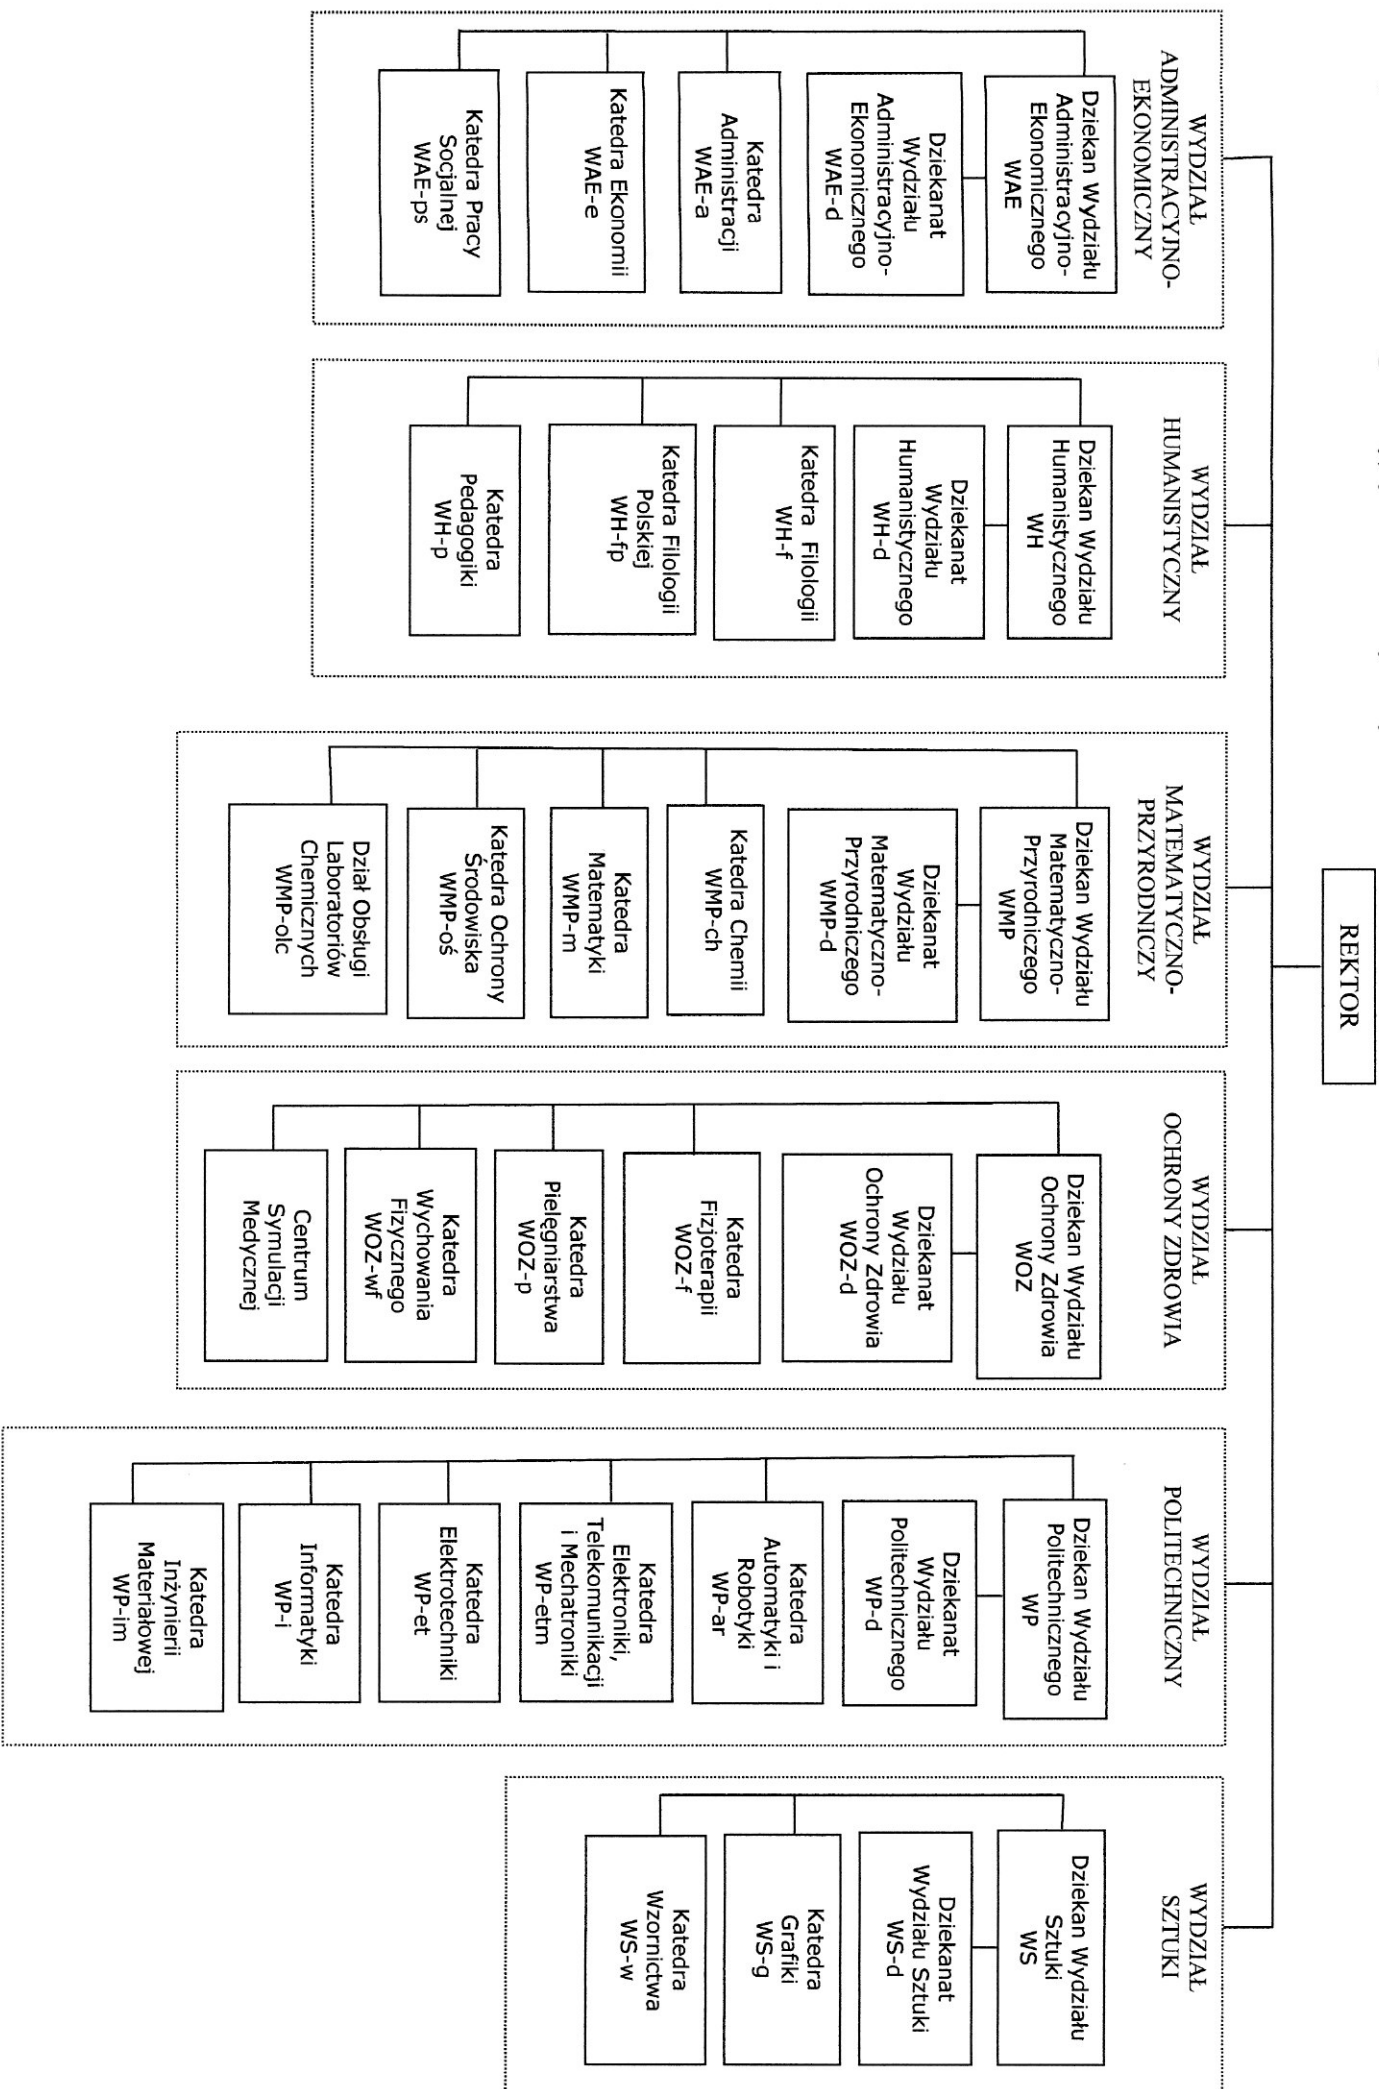 REKTOR
WYDZIAŁ
ADMINISTRACYJNO-
EKONOMICZNY
Dziekan Wydziału
Administracyjno-
Ekonomicznego
WAE
Dziekanat
Wydziału
Administracyjno-
Ekonomicznego
WAE-d
Katedra
Administracji
WAE-a
Katedra Ekonomii
WAE-e
Katedra Pracy
Socjalnej
WAE-ps
WYDZIAŁ
HUMANISTYCZNY
Dziekan Wydziału
Humanistycznego
WH
Dziekanat
Wydziału
Humanistycznego
WH-d
Katedra Filologii
WH-f
Katedra Filologii
Polskiej
WH-fp
Katedra
Pedagogiki
WH-p
WYDZIAŁ
MATEMATYCZNO-
PRZYRODNICZY
Dziekan Wydziału
Matematyczno-
Przyrodniczego
WMP
Dziekanat
Wydziału
Matematyczno-
Przyrodniczego
WMP-d
Katedra Chemii
WMP-ch
Katedra
Matematyki
WMP-m
Katedra Ochrony
Środowiska
WMP-oś
Dział Obsługi
Laboratoriów
Chemicznych
WMP-olc
WYDZIAŁ
OCHRONY ZDROWIA
Dziekan Wydziału
Ochrony Zdrowia
WOZ
Dziekanat
Wydziału
Ochrony Zdrowia
WOZ-d
Katedra
Fizjoterapii
WOZ-f
Katedra
Pielęgniarstwa
WOZ-p
Katedra
Wychowania
Fizycznego
WOZ-wf
Centrum
Symulacji
Medycznej
WYDZIAŁ
POLITECHNICZNY
Dziekan Wydziału
Politechnicznego
WP
Dziekanat
Wydziału
Politechnicznego
WP-d
Katedra
Automatyki i
Robotyki
WP-ar
Katedra
Elektroniki,
Telekomunikacji
i Mechatroniki
WP-etm
Katedra
Elektrotechniki
WP-et
Katedra
Informatyki
WP-i
Katedra
Inżynierii
Materiałowej
WP-im
WYDZIAŁ
SZTUKI
Dziekan Wydziału
Sztuki
WS
Dziekanat
Wydziału Sztuki
WS-d
Katedra
Grafiki
WS-g
Katedra
Wzornictwa
WS-w